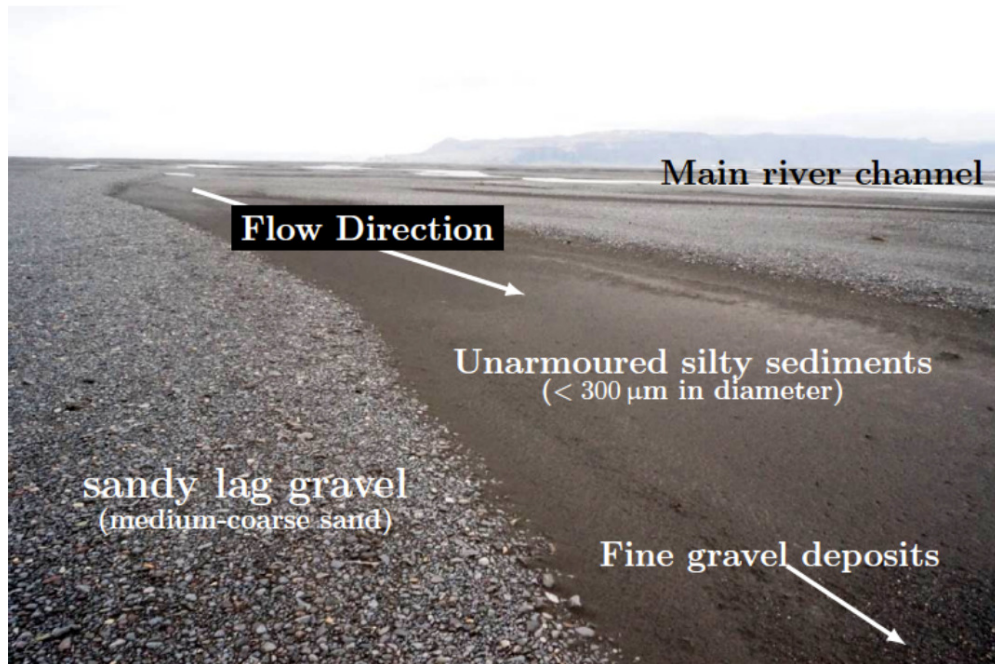 Main river channel
Flow Direction
Unarmoured silty sediments
(< 300 µm in diameter)
sandy lag gravel
(medium-coarse sand)
Fine gravel deposits